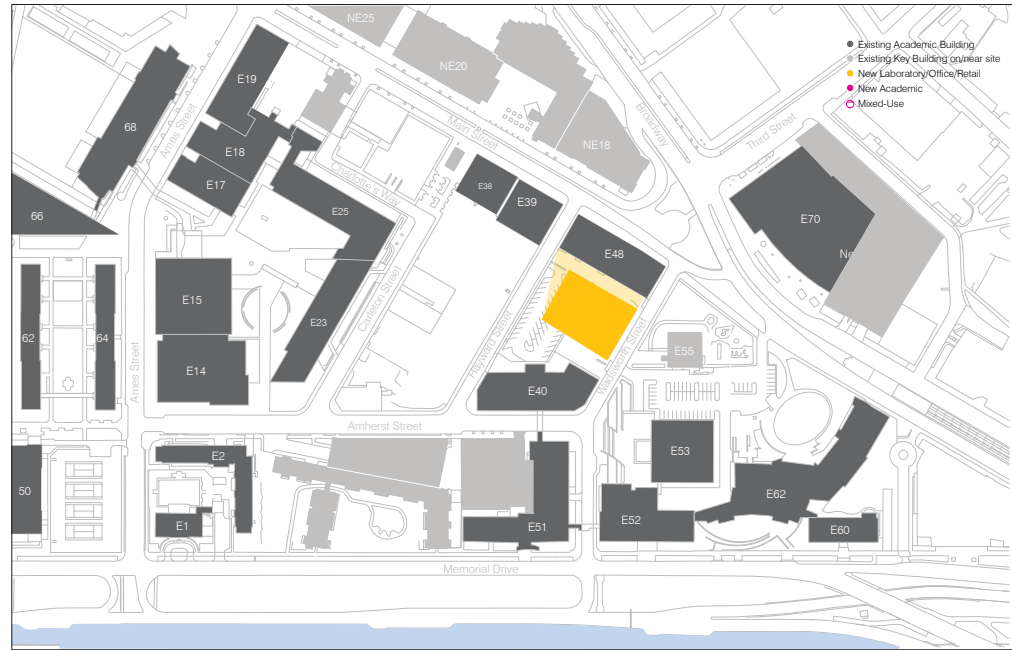 NE25
NE20
Existing Academic Building
Existing Key Building on/near site
New Laboratory/Office/Retail
New Academic
Mixed-Use
E19
68
Ames Street
Main Street
Broadway
Third Street
NE18
E18
E17
Charlotte's Way
E38
E39
E25
E70
66
E48
Ne
E15
Carleton Street
E23
62
64
Hayward Street
Wadsworth Street
E55
Ames Street
E14
E40
Amherst Street
E2
E53
50
E62
E1
E51
E52
E60
Memorial Drive